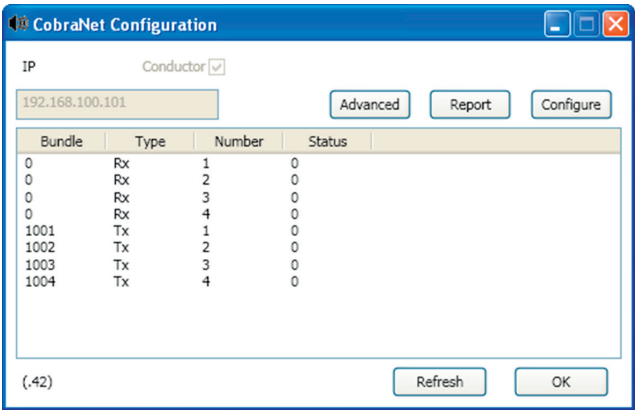 CobraNet Configuration
IP Conductor
192.168.100.101 Advanced Report Configure
Bundle Type Number Status
0 Rx 1 0
0 Rx 2 0
0 Rx 3 0
0 Rx 4 0
1001 Tx 1 0
1002 Tx 2 0
1003 Tx 3 0
1004 Tx 4 0
(.42) Refresh OK